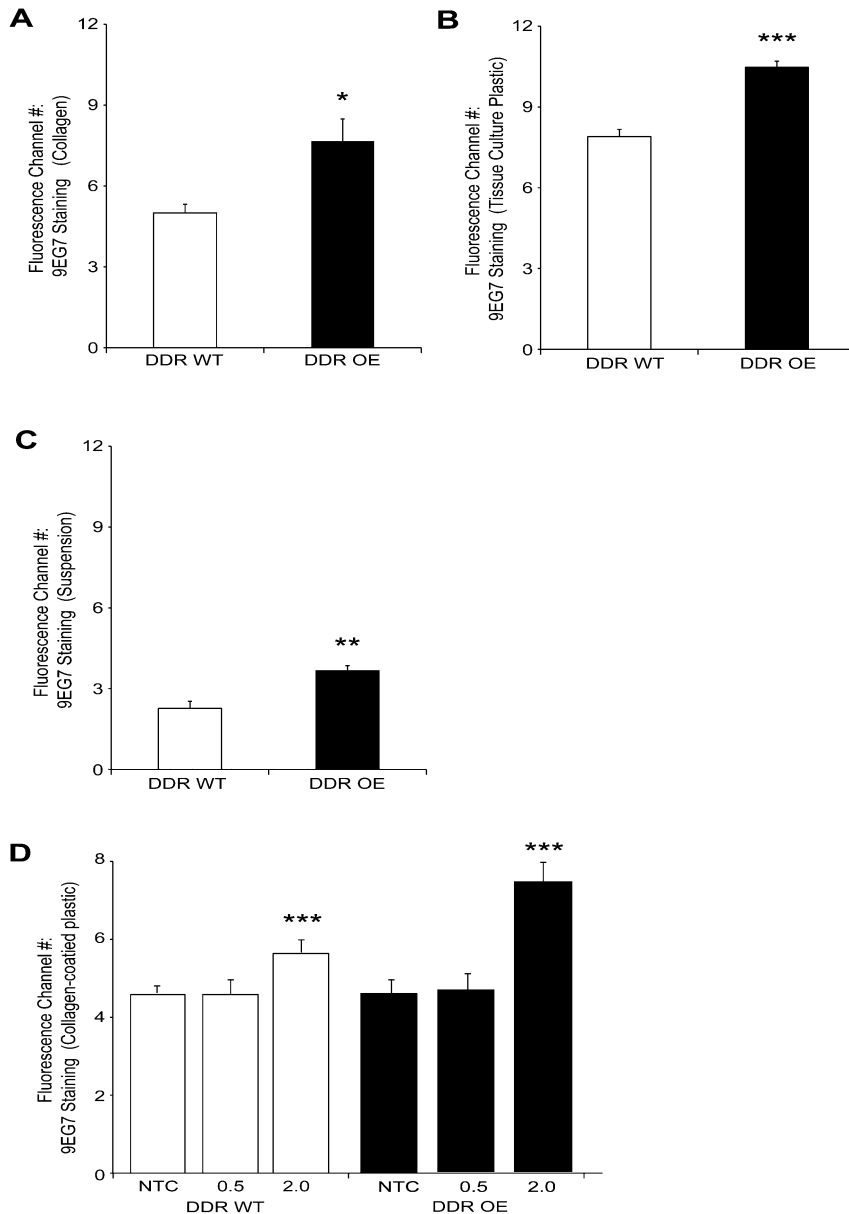 A
12
9
6
3
0
Fluorescence Channel #:
9EG7 Staining (Collagen)
*
DDR WT
DDR OE
B
12
9
6
3
0
Fluorescence Channel #:
9EG7 Staining (Tissue Culture Plastic)
***
DDR WT
DDR OE
C
12
9
6
3
0
Fluorescence Channel #:
9EG7 Staining (Suspension)
**
DDR WT
DDR OE
D
8
6
4
2
0
Fluorescence Channel #:
9EG7 Staining (Collagen-coatied plastic)
***
***
NTC 0.5 2.0 NTC 0.5 2.0
DDR WT DDR OE